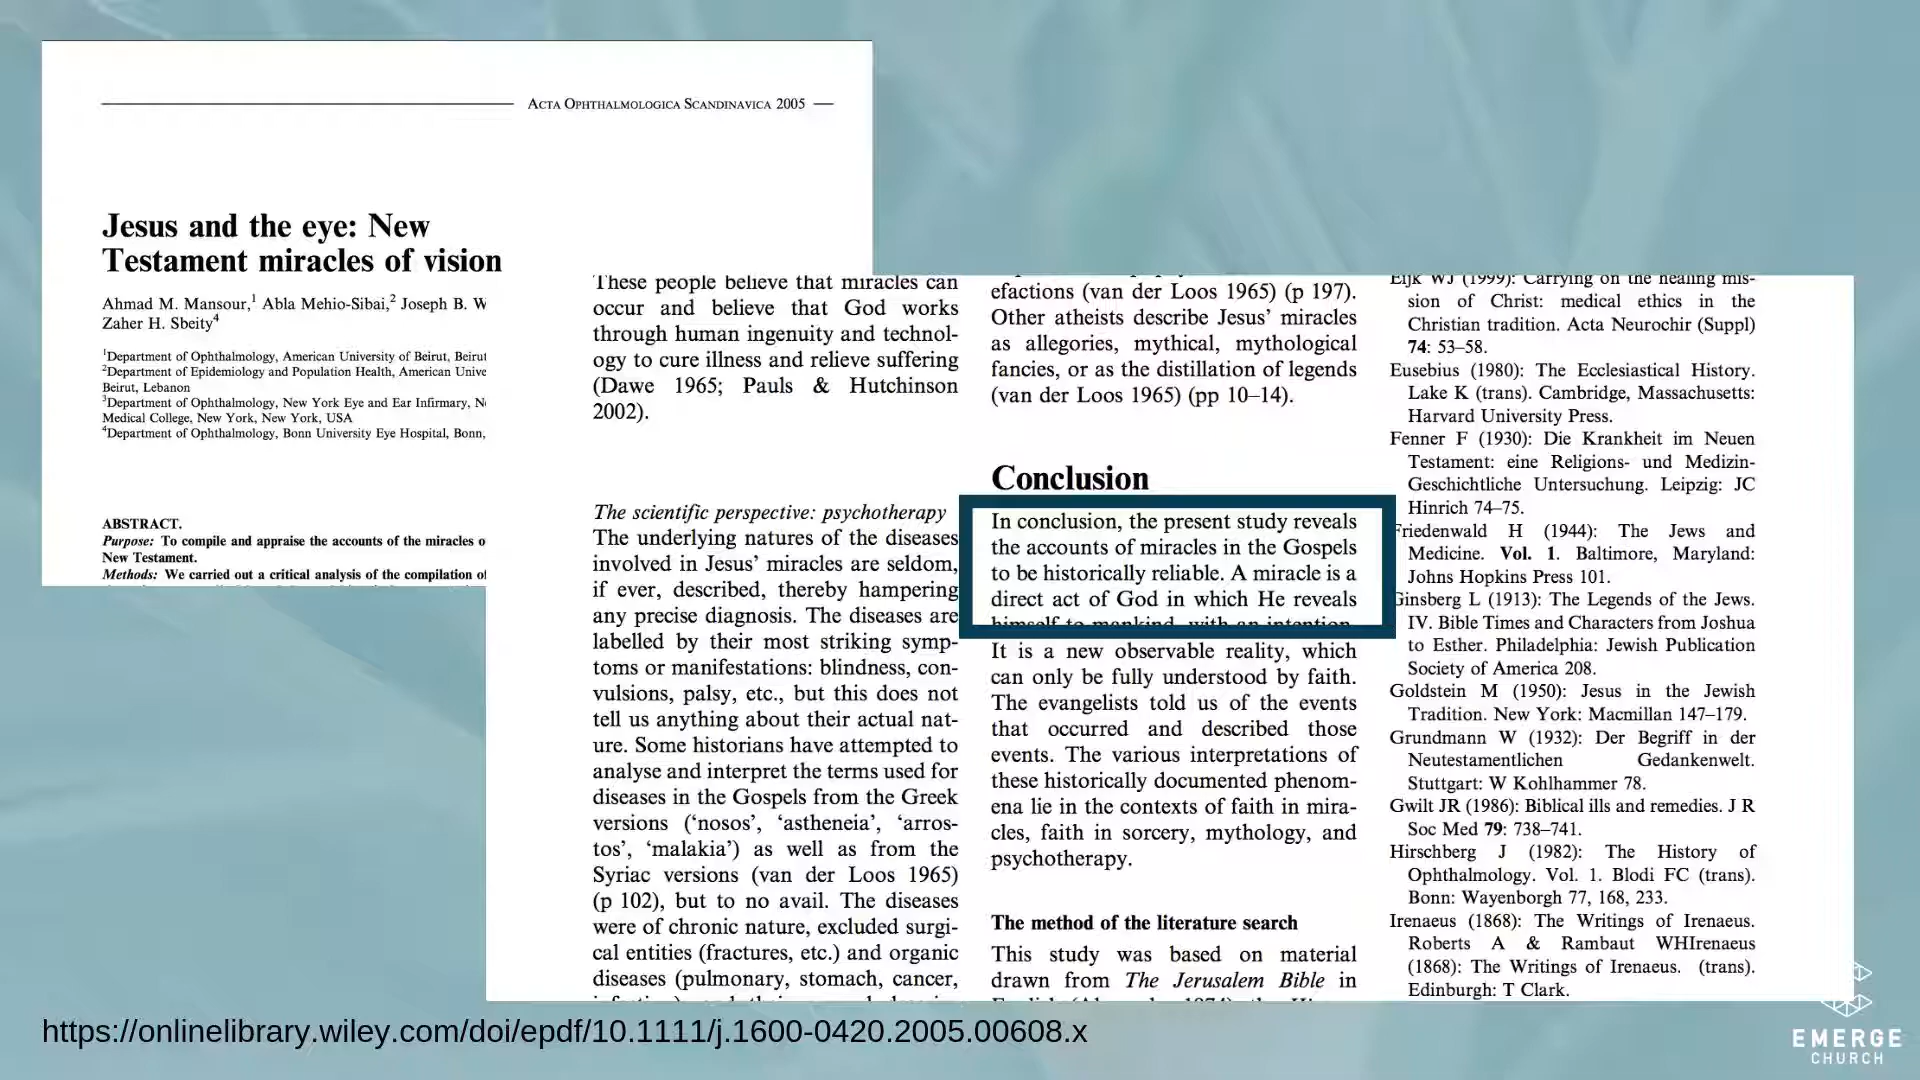 ACTA OPHTHALMOLOGICA SCANDINAVICA 2005
Jesus and the eye: New
Testament miracles of vision
Ahmad M. Mansour,¹ Abla Mehio-Sibai,² Joseph B. W
Zaher H. Sbeity⁴
¹Department of Ophthalmology, American University of Beirut, Beirut
²Department of Epidemiology and Population Health, American Unive
Beirut, Lebanon
³Department of Ophthalmology, New York Eye and Ear Infirmary, N
Medical College, New York, New York, USA
⁴Department of Ophthalmology, Bonn University Eye Hospital, Bonn,
ABSTRACT.
Purpose: To compile and appraise the accounts of the miracles o
New Testament.
Methods: We carried out a critical analysis of the compilation of
These people believe that miracles can
occur and believe that God works
through human ingenuity and technol-
ogy to cure illness and relieve suffering
(Dawe 1965; Pauls & Hutchinson
2002).
The scientific perspective: psychotherapy
The underlying natures of the diseases
involved in Jesus' miracles are seldom,
if ever, described, thereby hampering
any precise diagnosis. The diseases are
labelled by their most striking symp-
toms or manifestations: blindness, con-
vulsions, palsy, etc., but this does not
tell us anything about their actual nat-
ure. Some historians have attempted to
analyse and interpret the terms used for
diseases in the Gospels from the Greek
versions ('nosos', 'astheneia', 'arros-
tos', 'malakia') as well as from the
Syriac versions (van der Loos 1965)
(p 102), but to no avail. The diseases
were of chronic nature, excluded surgi-
cal entities (fractures, etc.) and organic
diseases (pulmonary, stomach, cancer,
efactions (van der Loos 1965) (p 197).
Other atheists describe Jesus' miracles
as allegories, mythical, mythological
fancies, or as the distillation of legends
(van der Loos 1965) (pp 10–14).
Conclusion
In conclusion, the present study reveals
the accounts of miracles in the Gospels
to be historically reliable. A miracle is a
direct act of God in which He reveals
himself to mankind, with an intention.
It is a new observable reality, which
can only be fully understood by faith.
The evangelists told us of the events
that occurred and described those
events. The various interpretations of
these historically documented phenom-
ena lie in the contexts of faith in mira-
cles, faith in sorcery, mythology, and
psychotherapy.
The method of the literature search
This study was based on material
drawn from The Jerusalem Bible in
Eijk WJ (1999): Carrying on the healing mis-
sion of Christ: medical ethics in the
Christian tradition. Acta Neurochir (Suppl)
74: 53–58.
Eusebius (1980): The Ecclesiastical History.
Lake K (trans). Cambridge, Massachusetts:
Harvard University Press.
Fenner F (1930): Die Krankheit im Neuen
Testament: eine Religions- und Medizin-
Geschichtliche Untersuchung. Leipzig: JC
Hinrich 74–75.
Friedenwald H (1944): The Jews and
Medicine. Vol. 1. Baltimore, Maryland:
Johns Hopkins Press 101.
Ginsberg L (1913): The Legends of the Jews.
IV. Bible Times and Characters from Joshua
to Esther. Philadelphia: Jewish Publication
Society of America 208.
Goldstein M (1950): Jesus in the Jewish
Tradition. New York: Macmillan 147–179.
Grundmann W (1932): Der Begriff in der
Neutestamentlichen Gedankenwelt.
Stuttgart: W Kohlhammer 78.
Gwilt JR (1986): Biblical ills and remedies. J R
Soc Med 79: 738–741.
Hirschberg J (1982): The History of
Ophthalmology. Vol. 1. Blodi FC (trans).
Bonn: Wayenborgh 77, 168, 233.
Irenaeus (1868): The Writings of Irenaeus.
Roberts A & Rambaut WHIrenaeus
(1868): The Writings of Irenaeus. (trans).
Edinburgh: T Clark.
https://onlinelibrary.wiley.com/doi/epdf/10.1111/j.1600-0420.2005.00608.x
EMERGE
CHURCH